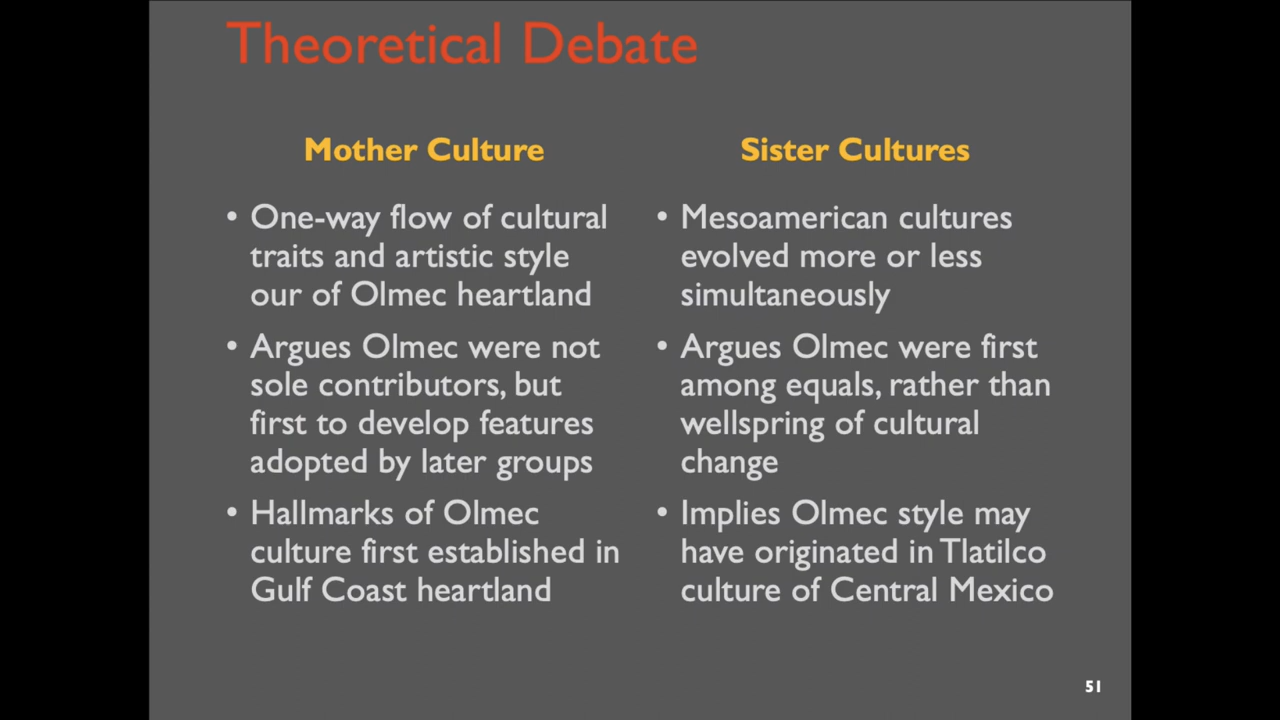 Theoretical Debate
Mother Culture
• One-way flow of cultural
traits and artistic style
our of Olmec heartland
• Argues Olmec were not
sole contributors, but
first to develop features
adopted by later groups
• Hallmarks of Olmec
culture first established in
Gulf Coast heartland
Sister Cultures
• Mesoamerican cultures
evolved more or less
simultaneously
• Argues Olmec were first
among equals, rather than
wellspring of cultural
change
• Implies Olmec style may
have originated in Tlatilco
culture of Central Mexico
51